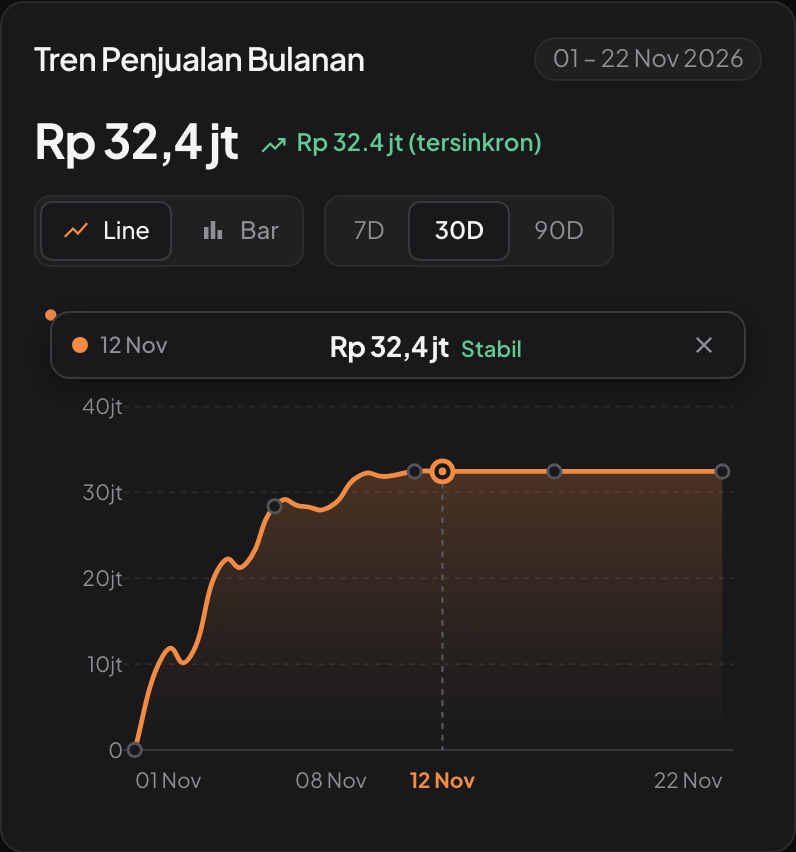 Tren Penjualan Bulanan
01 – 22 Nov 2026
Rp 32,4 jt
Rp 32.4 jt (tersinkron)
Line
Bar
7D
30D
90D
12 Nov
Rp 32,4 jt Stabil
40jt
30jt
20jt
10jt
0
01 Nov
08 Nov
12 Nov
22 Nov